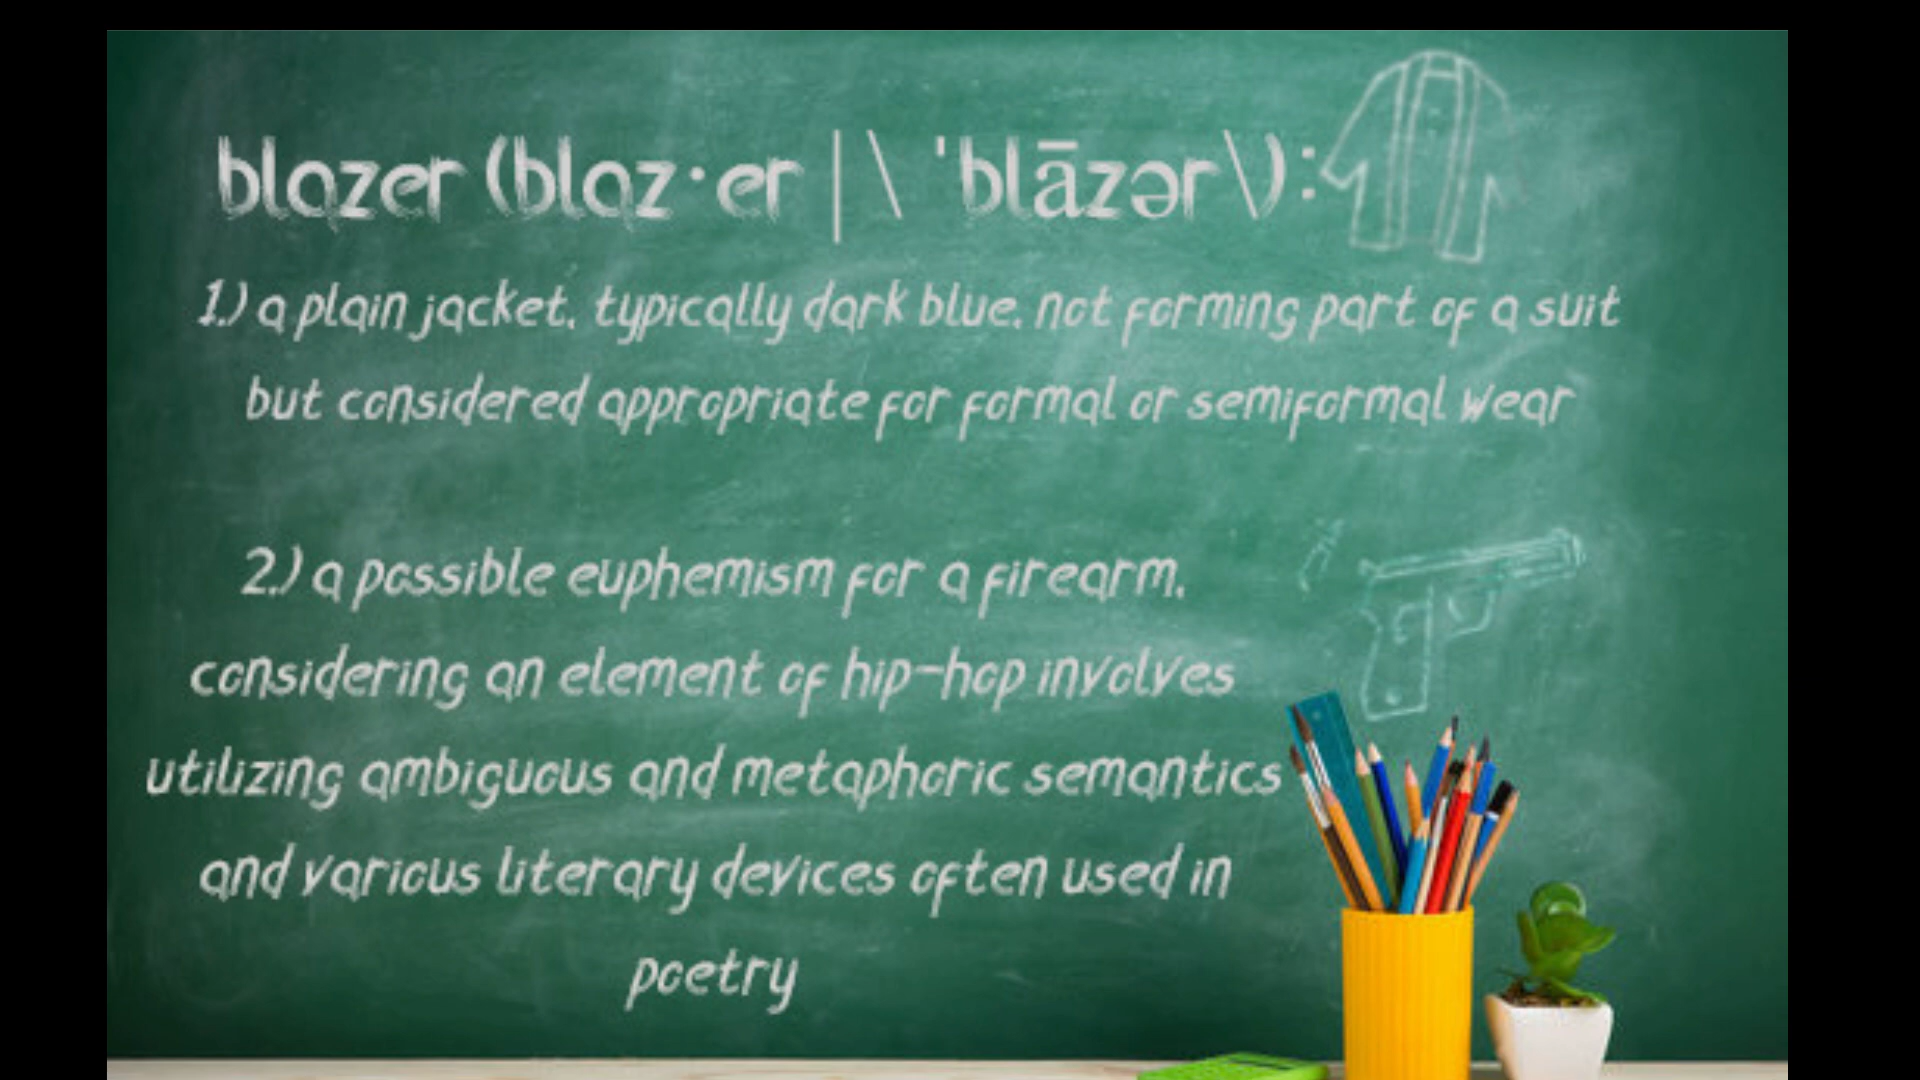 blazer (blaz·er | \ ˈblāzər \):
1.) a plain jacket, typically dark blue, not forming part of a suit
but considered appropriate for formal or semiformal wear
2.) a possible euphemism for a firearm,
considering an element of hip-hop involves
utilizing ambiguous and metaphoric semantics
and various literary devices often used in
poetry